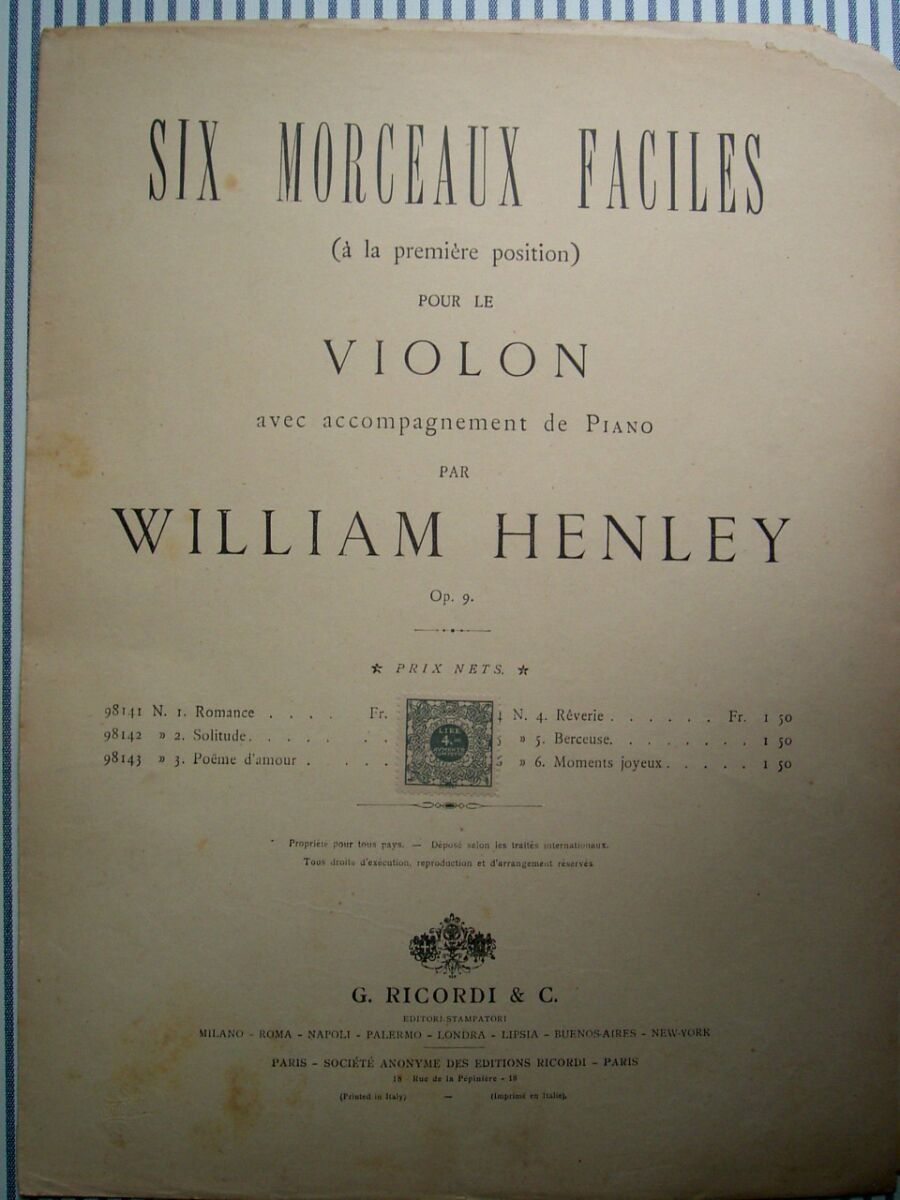 SIX MORCEAUX FACILES
(à la première position)
POUR LE
VIOLON
avec accompagnement de PIANO
PAR
WILLIAM HENLEY
Op. 9.
PRIX NETS.
98141 N. 1. Romance . . . . Fr.
98142 » 2. Solitude. . . . . . .
98143 » 3. Poëme d'amour . . . .
LIRE
4.
N. 4. Rêverie . . . . . . Fr. 1 50
» 5. Berceuse. . . . . . . . 1 50
» 6. Moments joyeux . . . . . 1 50
Propriété pour tous pays. — Déposé selon les traités internationaux.
Tous droits d'exécution, reproduction et d'arrangement réservés
G. RICORDI & C.
EDITORI-STAMPATORI
MILANO - ROMA - NAPOLI - PALERMO - LONDRA - LIPSIA - BUENOS-AIRES - NEW-YORK
PARIS - SOCIÉTÉ ANONYME DES EDITIONS RICORDI - PARIS
18 - Rue de la Pépinière - 18
(Printed in Italy) — (Imprimé en Italie).